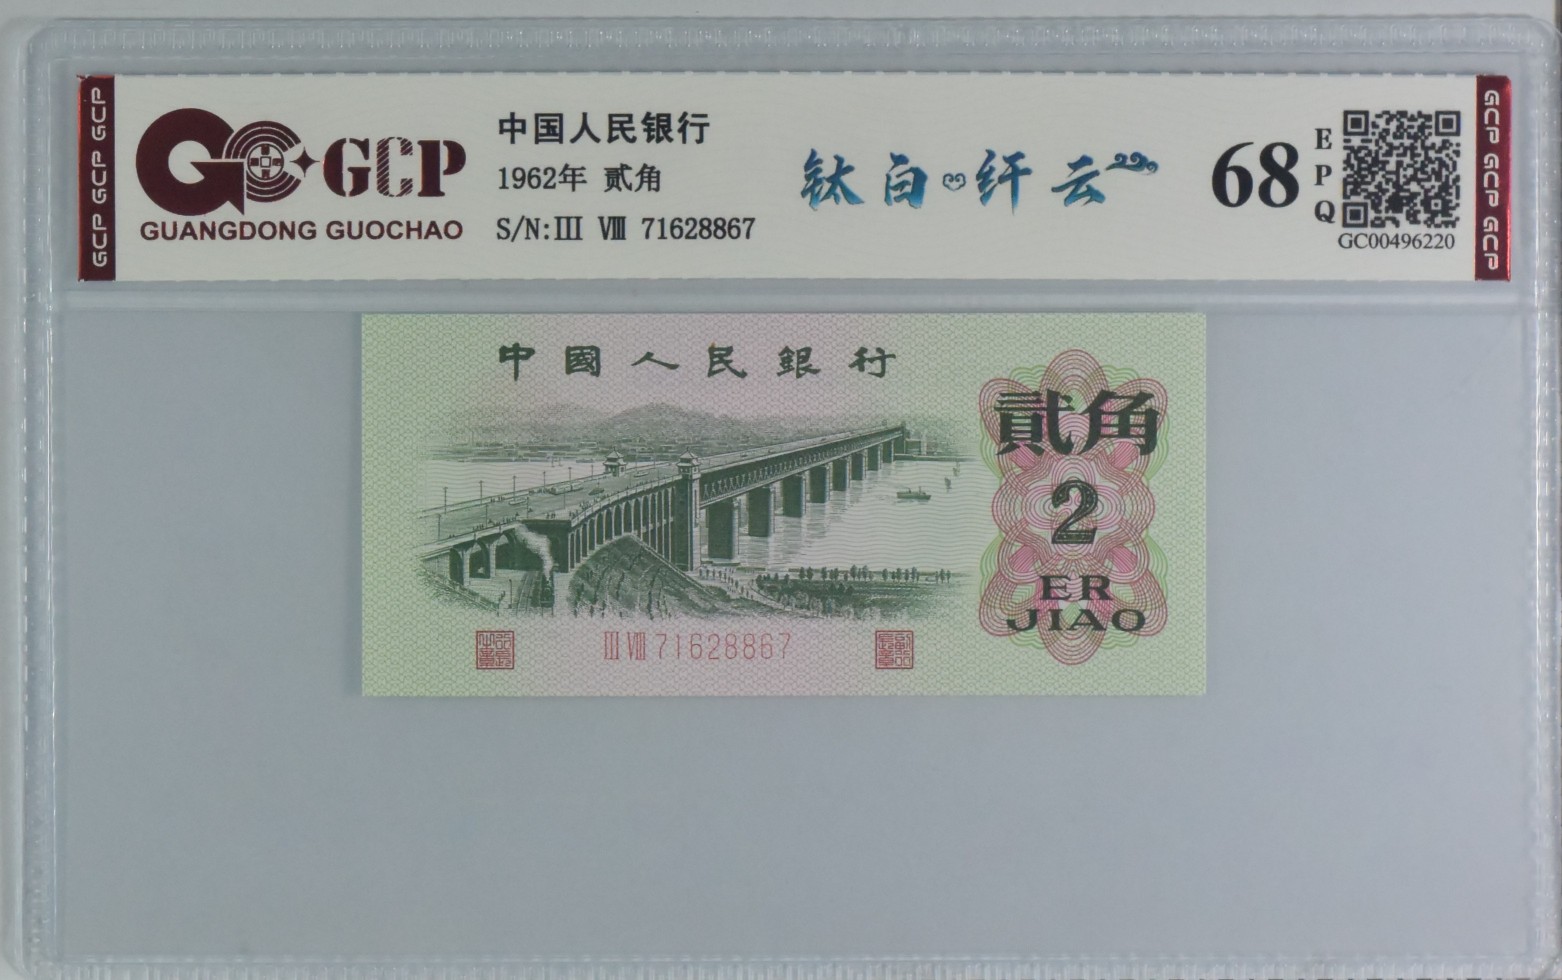 GCP GCP GCP
GCP
GUANGDONG GUOCHAO
中国人民银行
1962年 贰角
S/N:III VIII 71628867
钛白 纤云
68
EPQ
GC00496220
GCP GCP GCP
中國人民銀行
貳角
2
ER
JIAO
III VIII 71628867